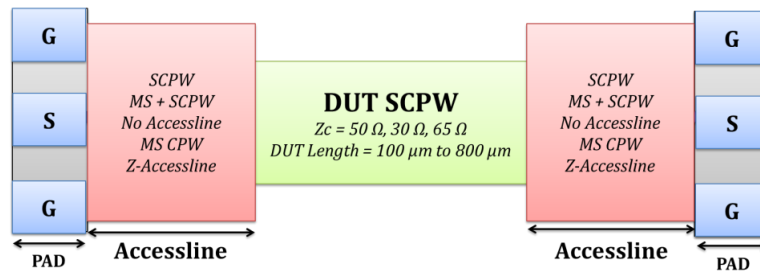 G
S
G
PAD
SCPW
MS + SCPW
No Accessline
MS CPW
Z-Accessline
Accessline
DUT SCPW
Zc = 50 Ω, 30 Ω, 65 Ω
DUT Length = 100 µm to 800 µm
SCPW
MS + SCPW
No Accessline
MS CPW
Z-Accessline
Accessline
G
S
G
PAD